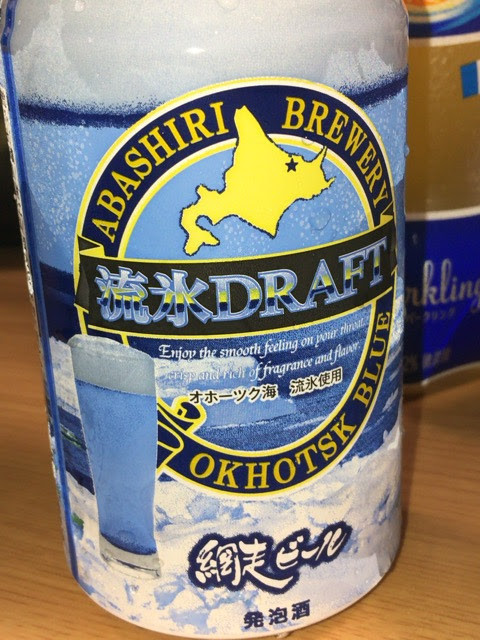 ABASHIRI BREWERY
流氷DRAFT
Enjoy the smooth feeling on your throat,
crisp and rich of fragrance and flavor.
オホーツク海 流氷使用
OKHOTSK BLUE
網走ビール
発泡酒
rkling